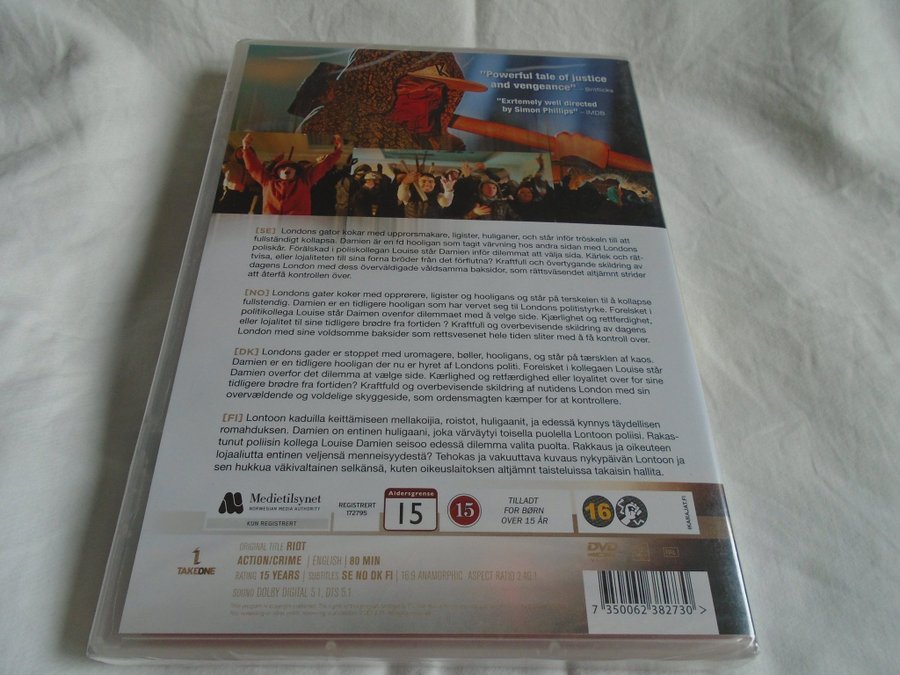 "Powerful tale of justice
and vengeance" –
"Exrtemely well directed
by Simon Phillips" – IMDB
[SE] Londons gator kokar med upprorsmakare, ligister, huliganer, och står inför tröskeln till att
fullständigt kollapsa. Damien är en fd hooligan som tagit värvning hos andra sidan med Londons
poliskår. Förälskad i poliskollegan Louise står Damien inför dilemmat att välja sida. Kärlek och rät-
tvisa, eller lojaliteten till sina forna bröder från det förflutna? Kraftfull och övertygande skildring av
dagens London med dess överväldigade våldsamma baksidor, som rättsväsendet altjämnt strider
att återfå kontrollen över.
[NO] Londons gater koker med opprørere, ligister og hooligans og står på terskelen til å kollapse
fullstendig. Damien er en tidligere hooligan som har vervet seg til Londons politistyrke. Forelsket i
politikollega Louise står Daimen ovenfor dilemmaet med å velge side. Kjærlighet og rettferdighet,
eller lojalitet til sine tidligere brødre fra fortiden ? Kraftfull og overbevisende skildring av dagens
London med sine voldsomme baksider som rettsvesenet hele tiden sliter med å få kontroll over.
[DK] Londons gader er stoppet med uromagere, bøller, hooligans, og står på tærsklen af kaos.
Damien er en tidligere hooligan der nu er hyret af Londons politi. Forelsket i kollegaen Louise står
Damien overfor det dilemma at vælge side. Kærlighed og retfærdighed eller loyalitet over for sine
tidligere brødre fra fortiden? Kraftfuld og overbevisende skildring af nutidens London med sin
overvældende og voldelige skyggeside, som ordensmagten kæmper for at kontrollere.
[FI] Lontoon kaduilla keittämiseen mellakoijia, roistot, huligaanit, ja edessä kynnys täydellisen
romahduksen. Damien on entinen huligaani, joka värväytyi toisella puolella Lontoon poliisi. Rakas-
tunut poliisin kollega Louise Damien seisoo edessä dilemma valita puolta. Rakkaus ja oikeuteen
lojaaliutta entinen veljensä menneisyydestä? Tehokas ja vakuuttava kuvaus nykypäivän Lontoon ja
sen hukkua väkivaltainen selkänsä, kuten oikeuslaitoksen altjämnt taisteluissa takaisin hallita.
Medietilsynet
NORWEGIAN MEDIA AUTHORITY
KUN REGISTRERT
REGISTRERT
172795
Aldersgrense
15
15
TILLADT
FOR BØRN
OVER 15 ÅR
16
IKARAJAT.FI
TAKEONE
ORIGINAL TITLE RIOT
ACTION/CRIME | ENGLISH | 80 MIN
RATING 15 YEARS | SUBTITLES SE NO DK FI | 16:9 ANAMORPHIC ASPECT RATIO 2.40:1
SOUND DOLBY DIGITAL 5.1, DTS 5.1
DVD
2
PAL
7 350062 382730 >